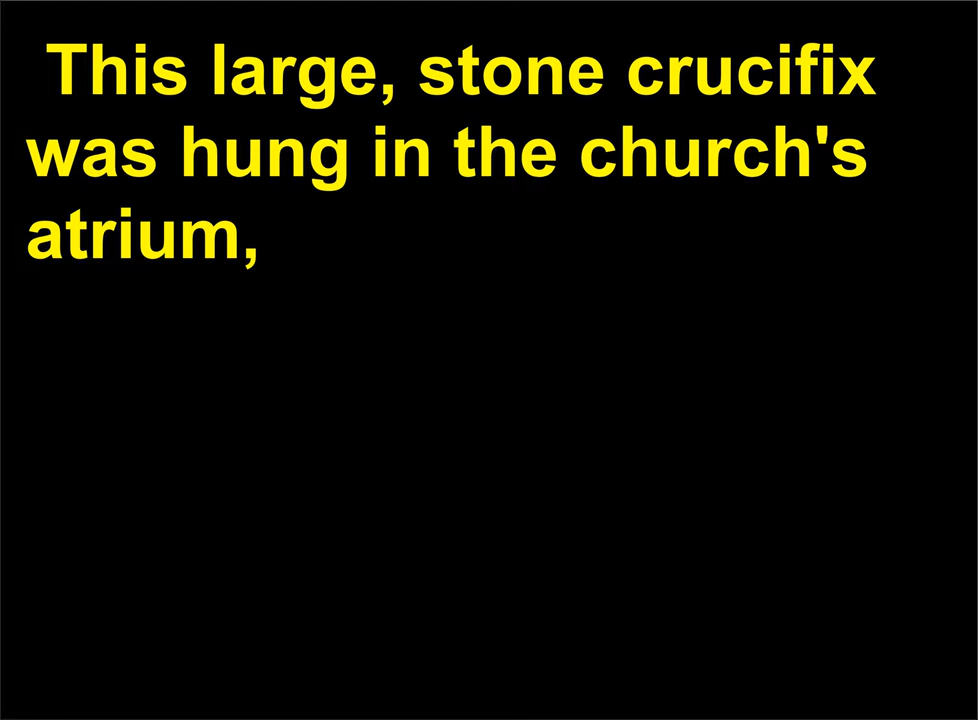 This large, stone crucifix
was hung in the church's
atrium,